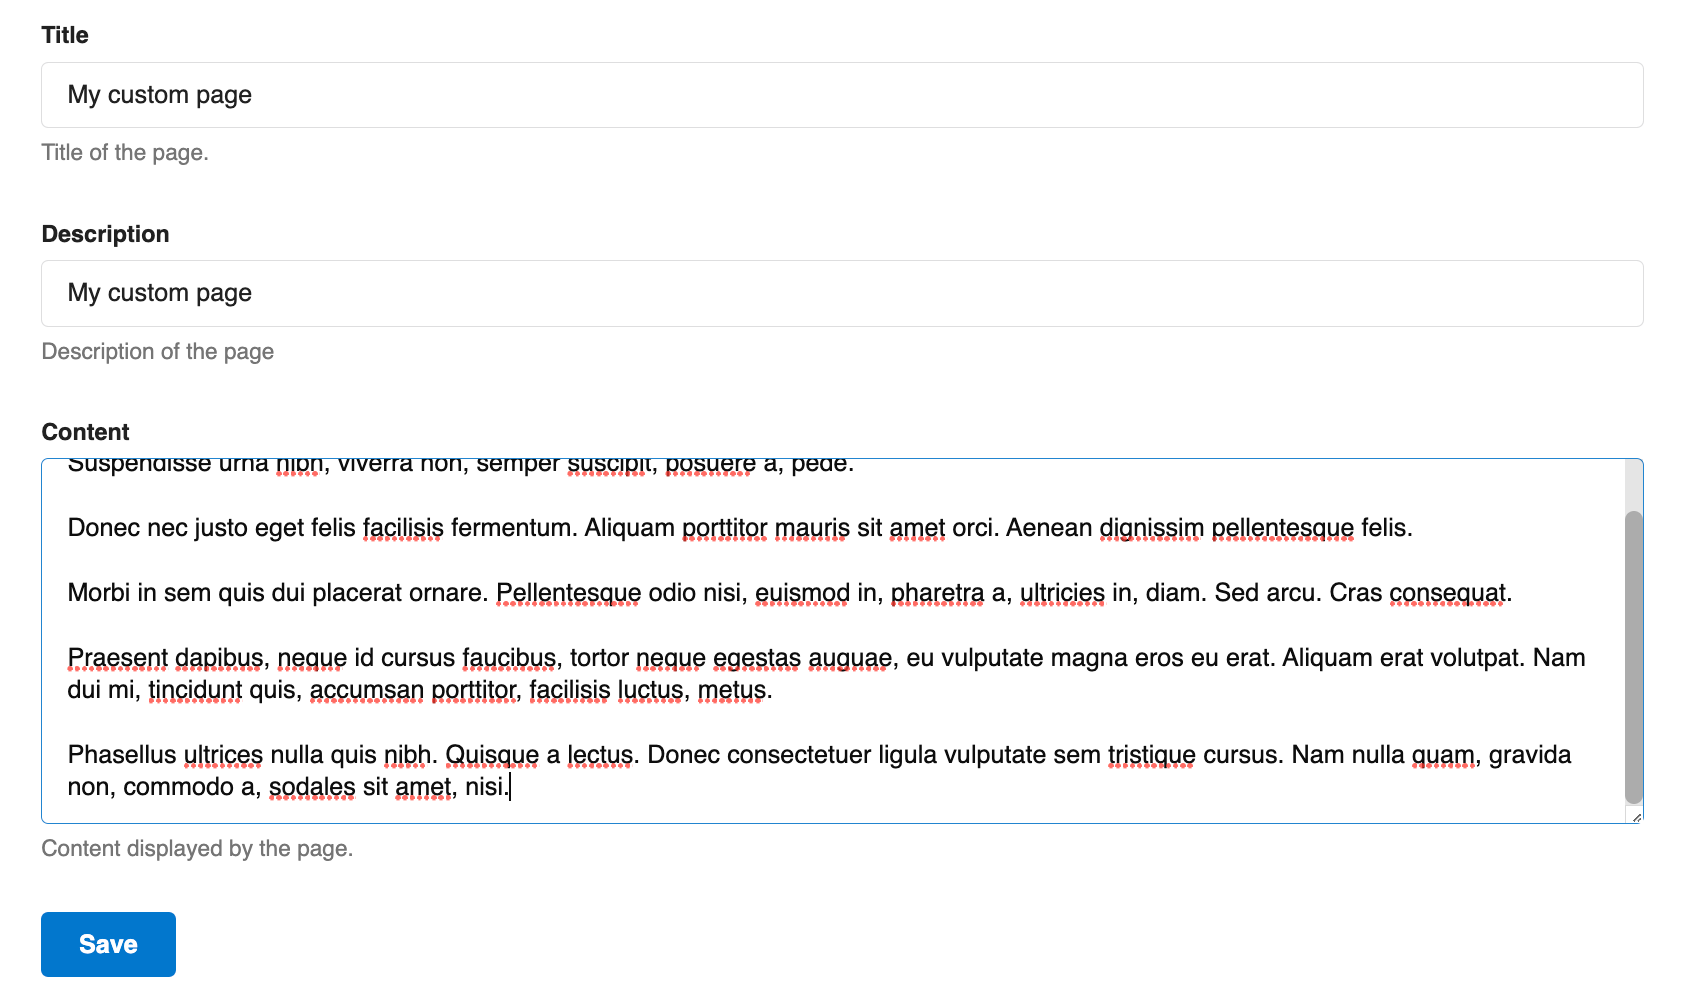 Title
My custom page
Title of the page.
Description
My custom page
Description of the page
Content
Suspendisse urna nibh, viverra non, semper suscipit, posuere a, pede.
Donec nec justo eget felis facilisis fermentum. Aliquam porttitor mauris sit amet orci. Aenean dignissim pellentesque felis.
Morbi in sem quis dui placerat ornare. Pellentesque odio nisi, euismod in, pharetra a, ultricies in, diam. Sed arcu. Cras consequat.
Praesent dapibus, neque id cursus faucibus, tortor neque egestas auguae, eu vulputate magna eros eu erat. Aliquam erat volutpat. Nam
dui mi, tincidunt quis, accumsan porttitor, facilisis luctus, metus.
Phasellus ultrices nulla quis nibh. Quisque a lectus. Donec consectetuer ligula vulputate sem tristique cursus. Nam nulla quam, gravida
non, commodo a, sodales sit amet, nisi.
Content displayed by the page.
Save